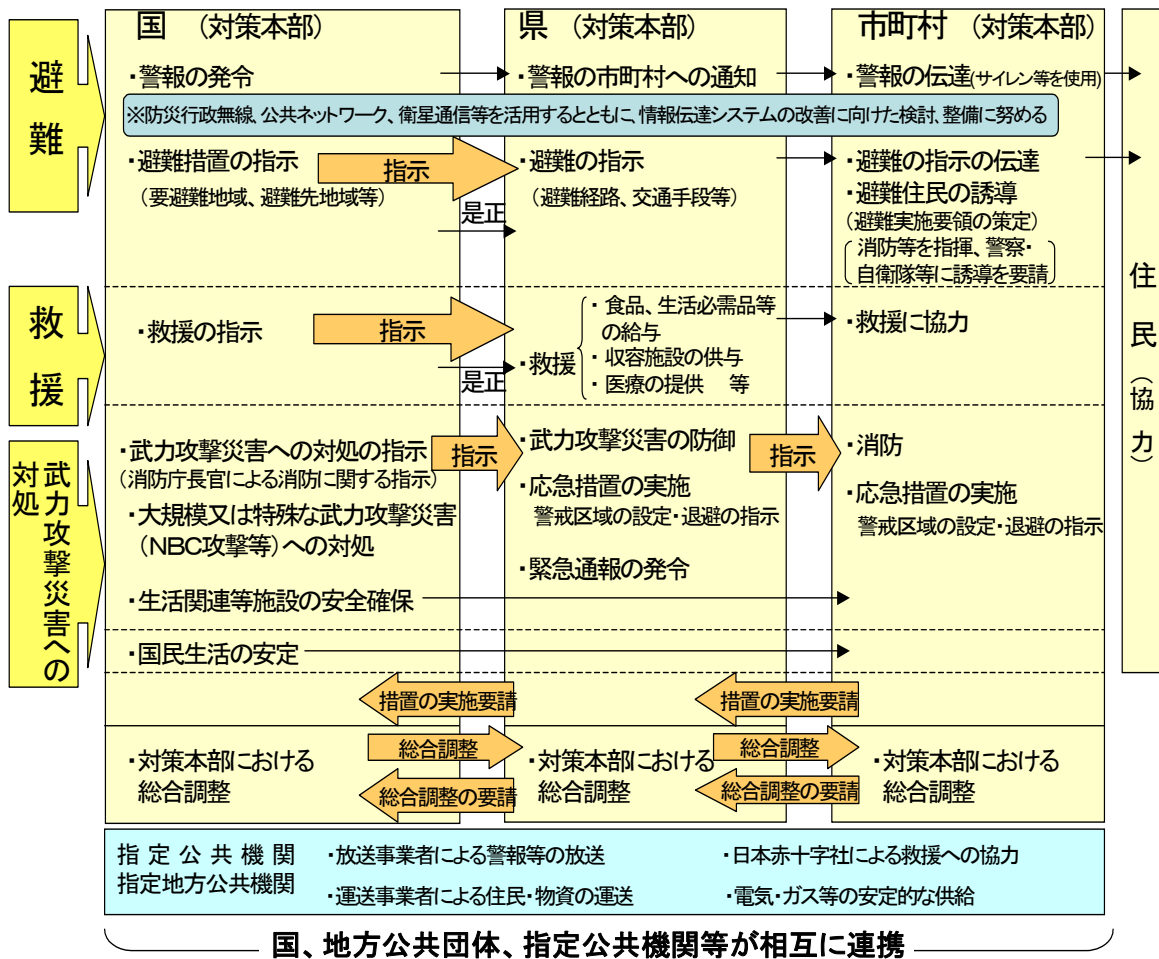 国 (対策本部)
県 (対策本部)
市町村 (対策本部)
避難
・警報の発令
・警報の市町村への通知
・警報の伝達(サイレン等を使用)
※防災行政無線、公共ネットワーク、衛星通信等を活用するとともに、情報伝達システムの改善に向けた検討、整備に努める
・避難措置の指示
(要避難地域、避難先地域等)
指示
是正
・避難の指示
(避難経路、交通手段等)
・避難の指示の伝達
・避難住民の誘導
(避難実施要領の策定)
消防等を指揮、警察・
自衛隊等に誘導を要請
救援
・救援の指示
指示
是正
・救援
・食品、生活必需品等
の給与
・収容施設の供与
・医療の提供 等
・救援に協力
住民(協力)
武力攻撃災害への
対処
・武力攻撃災害への対処の指示
(消防庁長官による消防に関する指示)
指示
・武力攻撃災害の防御
指示
・消防
・大規模又は特殊な武力攻撃災害
(NBC攻撃等)への対処
・応急措置の実施
警戒区域の設定・退避の指示
・応急措置の実施
警戒区域の設定・退避の指示
・緊急通報の発令
・生活関連等施設の安全確保
・国民生活の安定
措置の実施要請
措置の実施要請
・対策本部における
総合調整
総合調整
総合調整の要請
・対策本部における
総合調整
総合調整
総合調整の要請
・対策本部における
総合調整
指定公共機関
指定地方公共機関
・放送事業者による警報等の放送
・日本赤十字社による救援への協力
・運送事業者による住民・物資の運送
・電気・ガス等の安定的な供給
国、地方公共団体、指定公共機関等が相互に連携